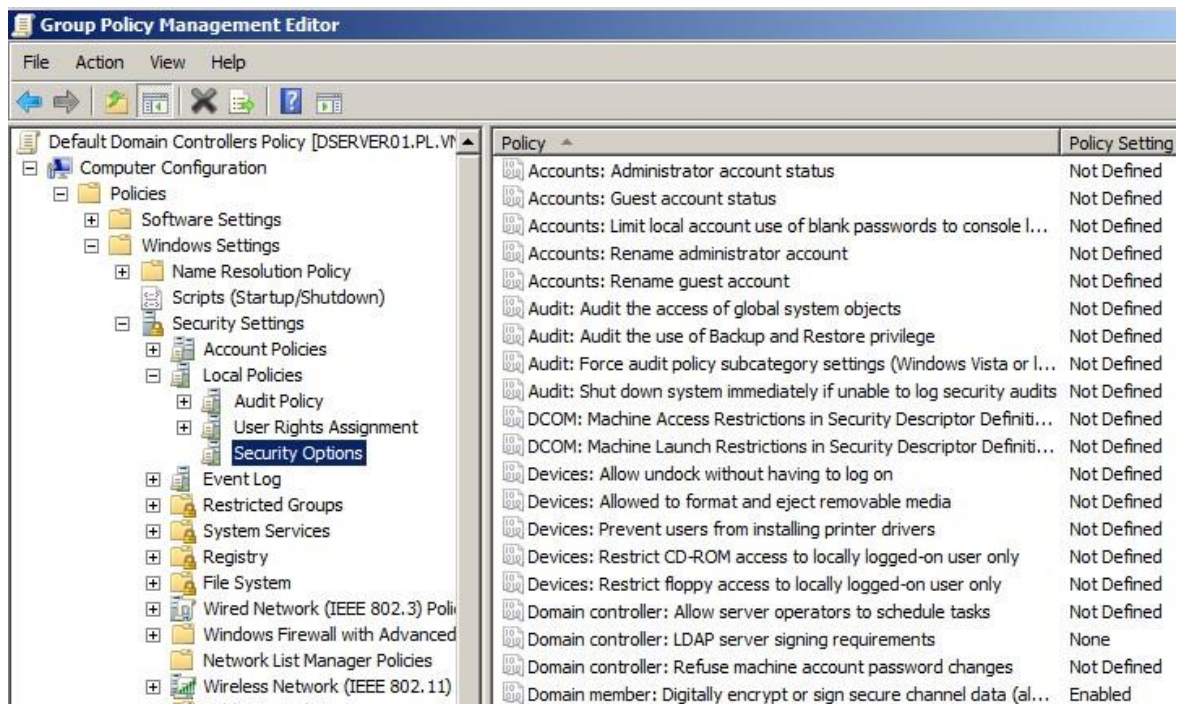 Group Policy Management Editor
File Action View Help
Default Domain Controllers Policy [DSERVER01.PL.VN
Computer Configuration
Policies
Software Settings
Windows Settings
Name Resolution Policy
Scripts (Startup/Shutdown)
Security Settings
Account Policies
Local Policies
Audit Policy
User Rights Assignment
Security Options
Event Log
Restricted Groups
System Services
Registry
File System
Wired Network (IEEE 802.3) Poli
Windows Firewall with Advanced
Network List Manager Policies
Wireless Network (IEEE 802.11)
Policy Policy Setting
Accounts: Administrator account status Not Defined
Accounts: Guest account status Not Defined
Accounts: Limit local account use of blank passwords to console l... Not Defined
Accounts: Rename administrator account Not Defined
Accounts: Rename guest account Not Defined
Audit: Audit the access of global system objects Not Defined
Audit: Audit the use of Backup and Restore privilege Not Defined
Audit: Force audit policy subcategory settings (Windows Vista or l... Not Defined
Audit: Shut down system immediately if unable to log security audits Not Defined
DCOM: Machine Access Restrictions in Security Descriptor Definiti... Not Defined
DCOM: Machine Launch Restrictions in Security Descriptor Definiti... Not Defined
Devices: Allow undock without having to log on Not Defined
Devices: Allowed to format and eject removable media Not Defined
Devices: Prevent users from installing printer drivers Not Defined
Devices: Restrict CD-ROM access to locally logged-on user only Not Defined
Devices: Restrict floppy access to locally logged-on user only Not Defined
Domain controller: Allow server operators to schedule tasks Not Defined
Domain controller: LDAP server signing requirements None
Domain controller: Refuse machine account password changes Not Defined
Domain member: Digitally encrypt or sign secure channel data (al... Enabled